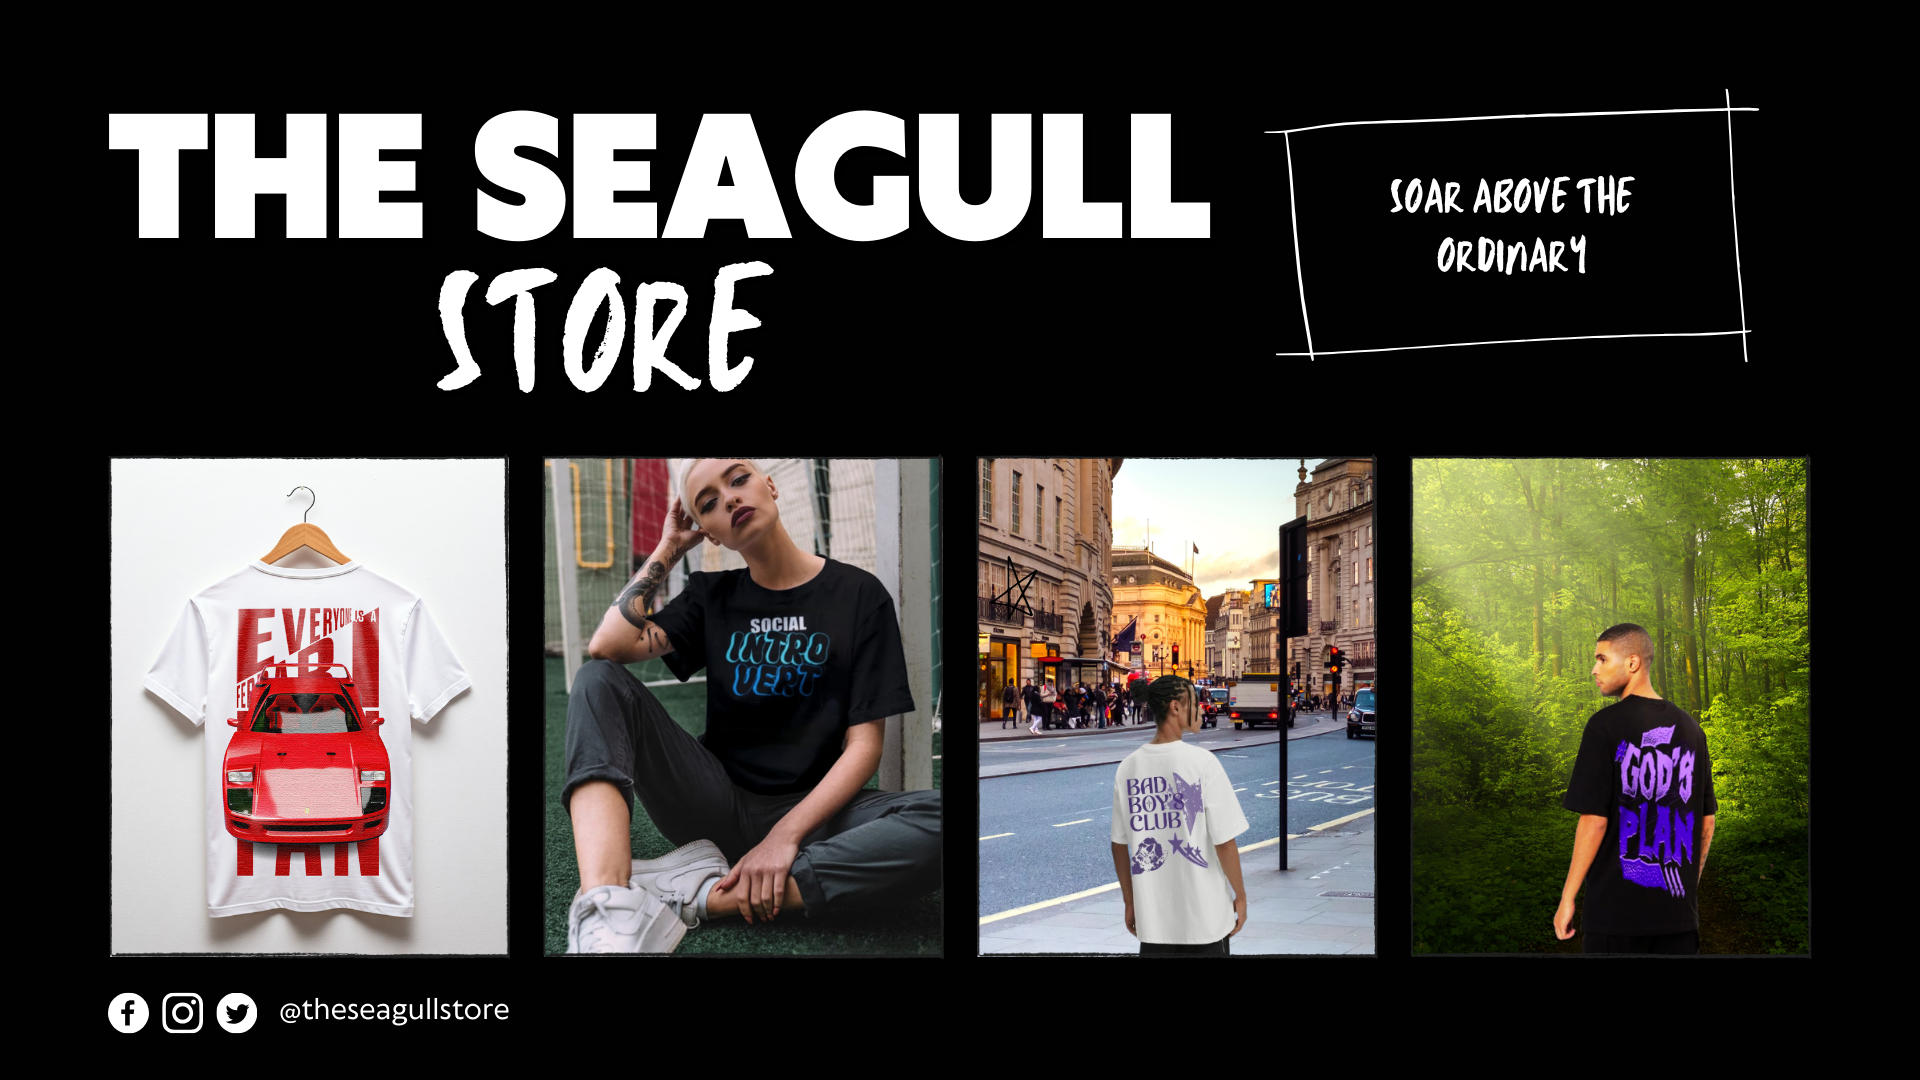 THE SEAGULL
STORE
SOAR ABOVE THE
ORDINARY
EVERYONE IS A
FAN
SOCIAL
INTRO
VERT
BAD
BOY'S
CLUB
GOD'S
PLAN
@theseagullstore